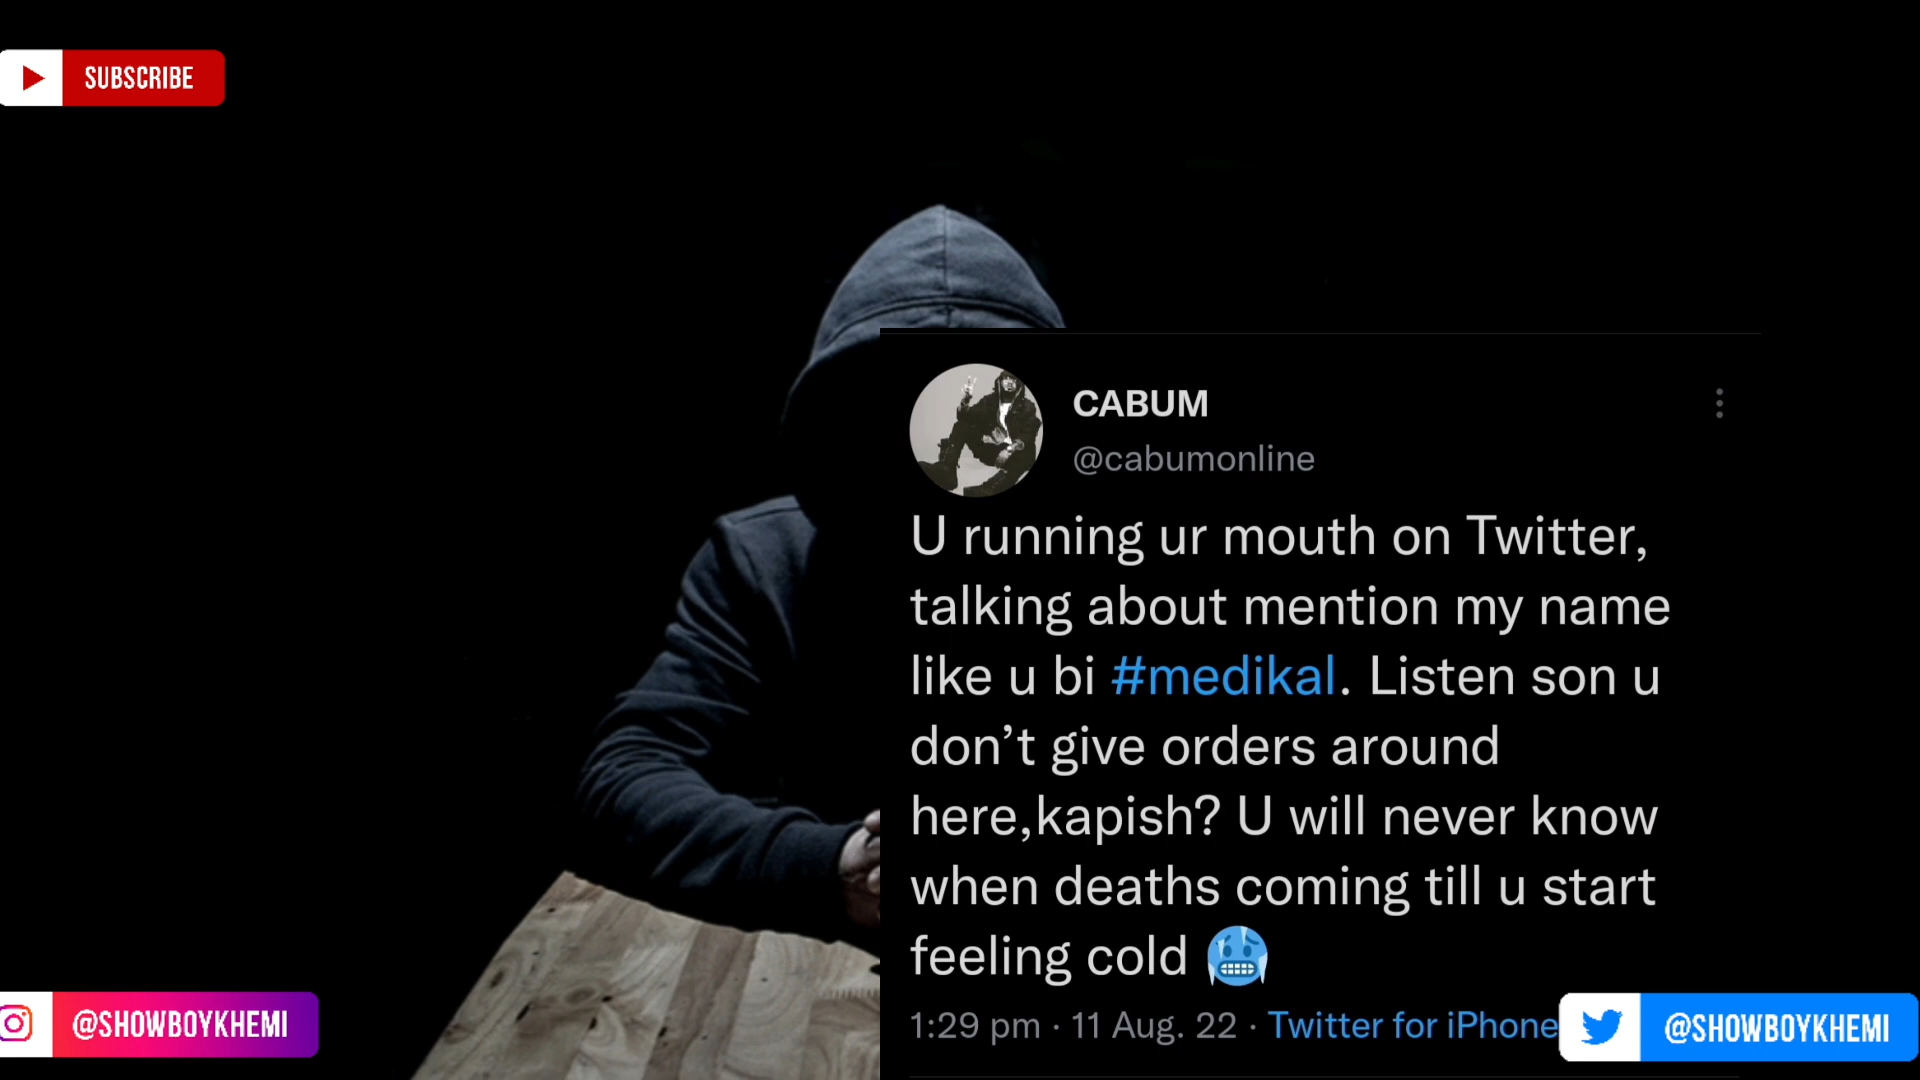 SUBSCRIBE
CABUM
@cabumonline
U running ur mouth on Twitter,
talking about mention my name
like u bi #medikal. Listen son u
don’t give orders around
here,kapish? U will never know
when deaths coming till u start
feeling cold 🥶
1:29 pm · 11 Aug. 22 · Twitter for iPhone
@SHOWBOYKHEMI
@SHOWBOYKHEMI